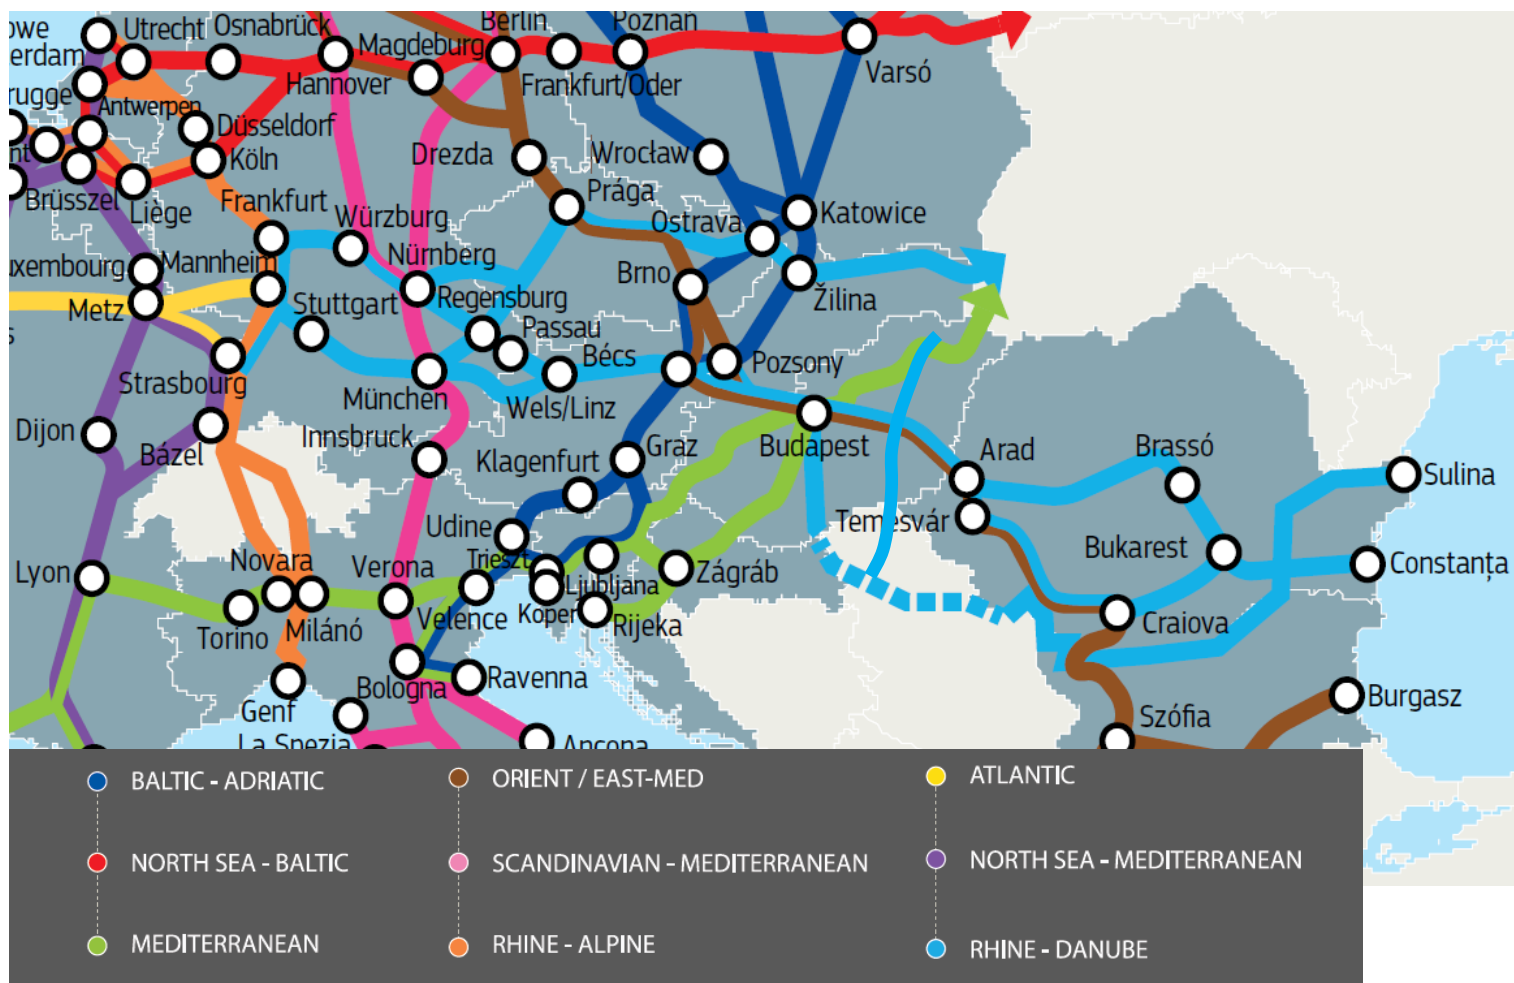 Utrecht
Osnabrück
Berlin
Poznań
Magdeburg
Hannover
Frankfurt/Oder
Varsó
Antwerpen
Düsseldorf
Drezda
Wrocław
Köln
Prága
Brüsszel
Liège
Frankfurt
Würzburg
Ostrava
Katowice
Mannheim
Nürnberg
Brno
Žilina
Metz
Stuttgart
Regensburg
Passau
Bécs
Pozsony
Strasbourg
München
Wels/Linz
Dijon
Bázel
Innsbruck
Klagenfurt
Graz
Budapest
Arad
Brassó
Sulina
Udine
Temesvár
Bukarest
Constanța
Lyon
Novara
Verona
Trieszt
Ljubljana
Zágráb
Torino
Milánó
Velence
Koper
Rijeka
Craiova
Bologna
Ravenna
Burgasz
Genf
Szófia
La Spezia
Ancona
BALTIC - ADRIATIC
ORIENT / EAST-MED
ATLANTIC
NORTH SEA - BALTIC
SCANDINAVIAN - MEDITERRANEAN
NORTH SEA - MEDITERRANEAN
MEDITERRANEAN
RHINE - ALPINE
RHINE - DANUBE